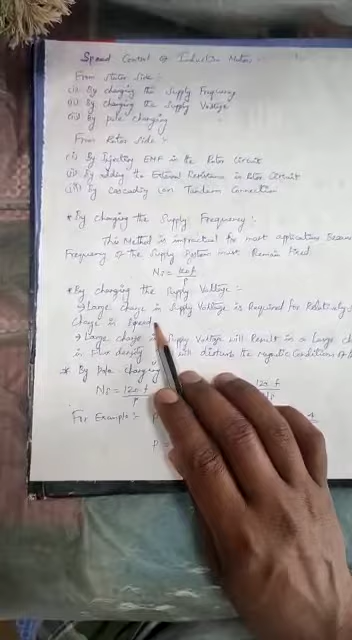 Speed Control of Induction Motor :-
From Stator Side :-
(i) By changing the Supply Frequency
(ii) By changing the Supply Voltage
(iii) By pole changing
From Rotor Side :-
(i) By Injecting EMF in the Rotor Circuit
(ii) By adding the External Resistance in Rotor Circuit
(iii) By Cascading (or) Tandem Connection
* By changing the Supply Frequency :-
This Method is impractical for most application Because
Frequency of the Supply System must Remain Fixed
Ns = 120f/P
* By changing the Supply Voltage :-
→ Large change in Supply Voltage is Required for Relatively
change in Speed
→ Large change Supply Voltage will Result in a Large
in Flux density will disturb the Magnetic Conditions of
* By Pole changing
Ns = 120 f/P 120 f
For Example :- P
P =